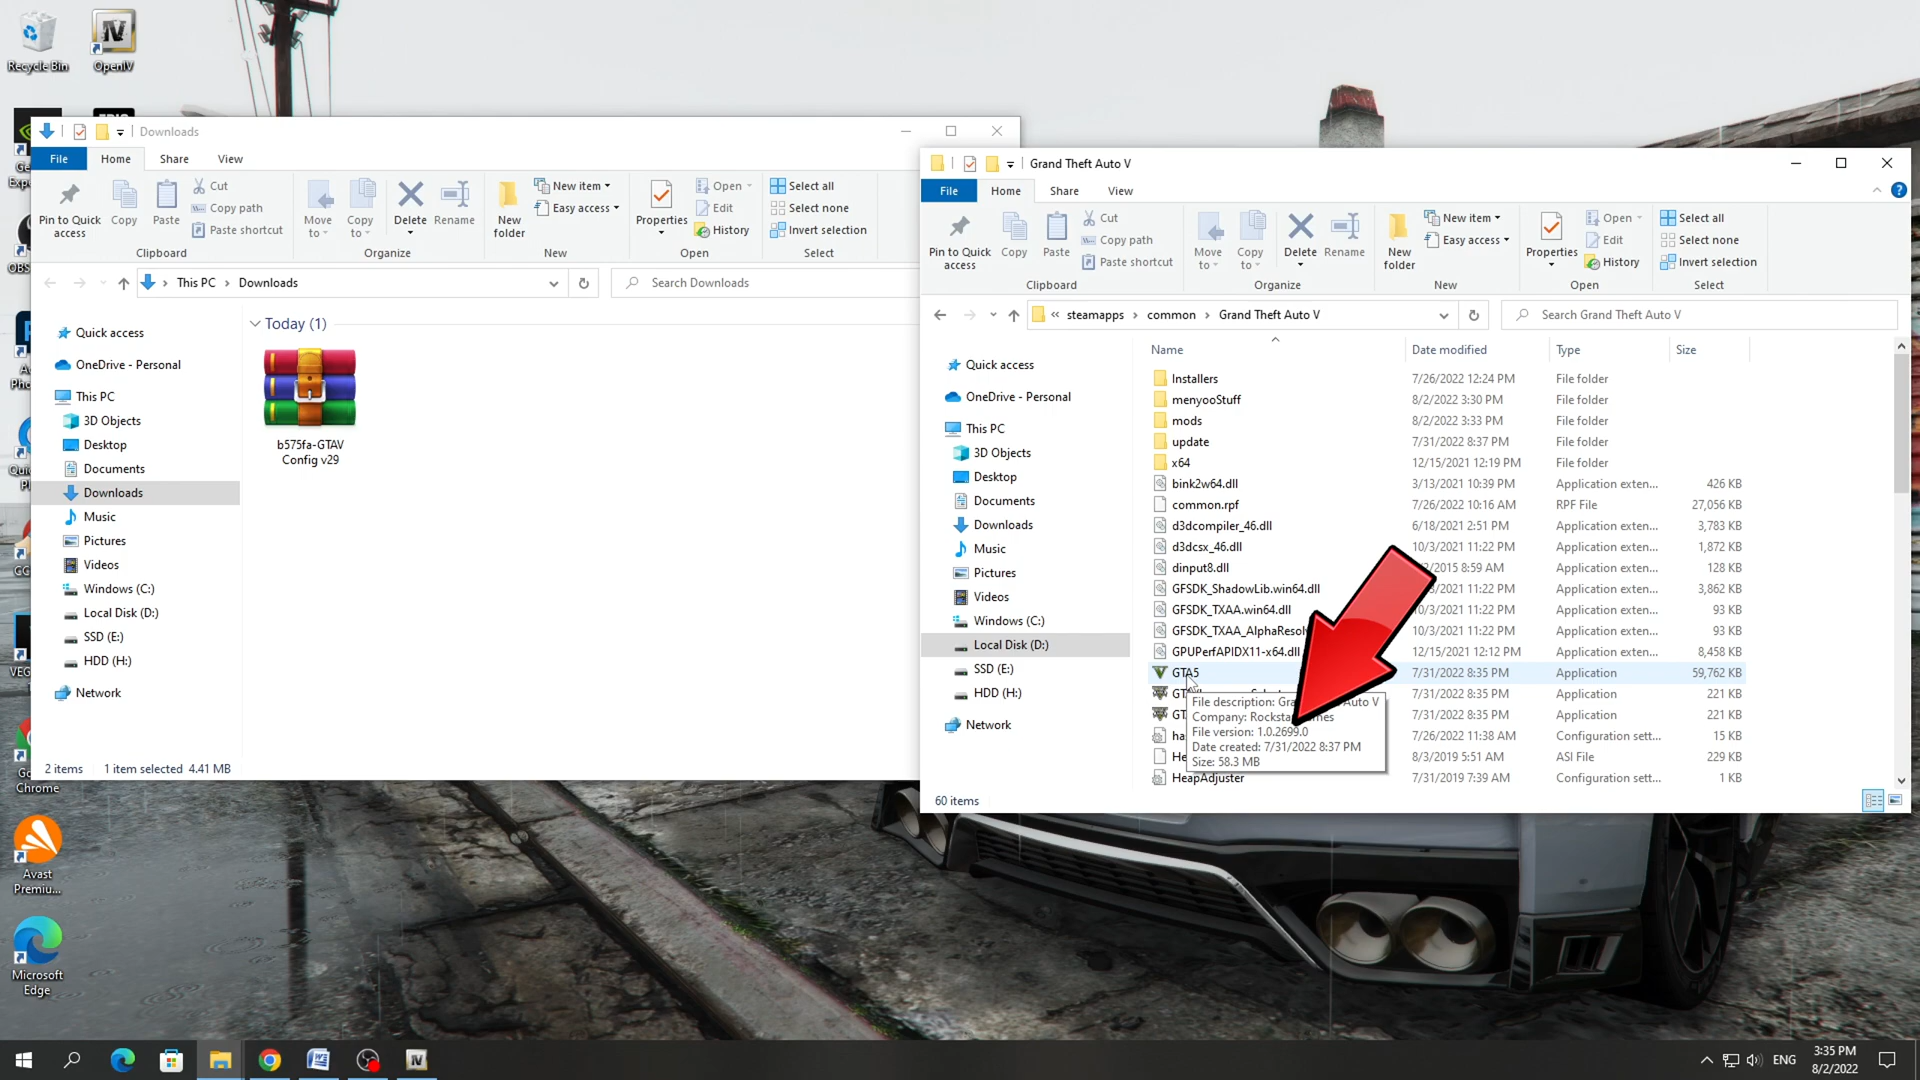 Recycle Bin
OpenIV
Downloads
File
Home
Share
View
Pin to Quick access
Copy
Paste
Cut
Copy path
Paste shortcut
Clipboard
Move to
Copy to
Delete
Rename
Organize
New folder
New item
Easy access
New
Properties
Open
Edit
History
Open
Select all
Select none
Invert selection
Select
This PC
Downloads
Search Downloads
Quick access
OneDrive - Personal
This PC
3D Objects
Desktop
Documents
Downloads
Music
Pictures
Videos
Windows (C:)
Local Disk (D:)
SSD (E:)
HDD (H:)
Network
Today (1)
b575fa-GTAV
Config v29
2 items
1 item selected 4.41 MB
Grand Theft Auto V
File
Home
Share
View
Pin to Quick access
Copy
Paste
Cut
Copy path
Paste shortcut
Clipboard
Move to
Copy to
Delete
Rename
Organize
New folder
New item
Easy access
New
Properties
Open
Edit
History
Open
Select all
Select none
Invert selection
Select
« steamapps
common
Grand Theft Auto V
Search Grand Theft Auto V
Quick access
OneDrive - Personal
This PC
3D Objects
Desktop
Documents
Downloads
Music
Pictures
Videos
Windows (C:)
Local Disk (D:)
SSD (E:)
HDD (H:)
Network
Name Date modified Type Size
Installers 7/26/2022 12:24 PM File folder
menyooStuff 8/2/2022 3:30 PM File folder
mods 8/2/2022 3:33 PM File folder
update 7/31/2022 8:37 PM File folder
x64 12/15/2021 12:19 PM File folder
bink2w64.dll 3/13/2021 10:39 PM Application exten... 426 KB
common.rpf 7/26/2022 10:16 AM RPF File 27,056 KB
d3dcompiler_46.dll 6/18/2021 2:51 PM Application exten... 3,783 KB
d3dcsx_46.dll 10/3/2021 11:22 PM Application exten... 1,872 KB
dinput8.dll 2/2015 8:59 AM Application exten... 128 KB
GFSDK_ShadowLib.win64.dll /2021 11:22 PM Application exten... 3,862 KB
GFSDK_TXAA.win64.dll 0/3/2021 11:22 PM Application exten... 93 KB
GFSDK_TXAA_AlphaResol 10/3/2021 11:22 PM Application exten... 93 KB
GPUPerfAPIDX11-x64.dll 12/15/2021 12:12 PM Application exten... 8,458 KB
GTA5 7/31/2022 8:35 PM Application 59,762 KB
GT 7/31/2022 8:35 PM Application 221 KB
GT 7/31/2022 8:35 PM Application 221 KB
ha 7/26/2022 11:38 AM Configuration sett... 15 KB
He 8/3/2019 5:51 AM ASI File 229 KB
HeapAdjuster 7/31/2019 7:39 AM Configuration sett... 1 KB
File description: Gra Auto V
Company: Rocksta mes
File version: 1.0.2699.0
Date created: 7/31/2022 8:37 PM
Size: 58.3 MB
60 items
Chrome
Avast
Premiu...
Microsoft
Edge
ENG
3:35 PM
8/2/2022